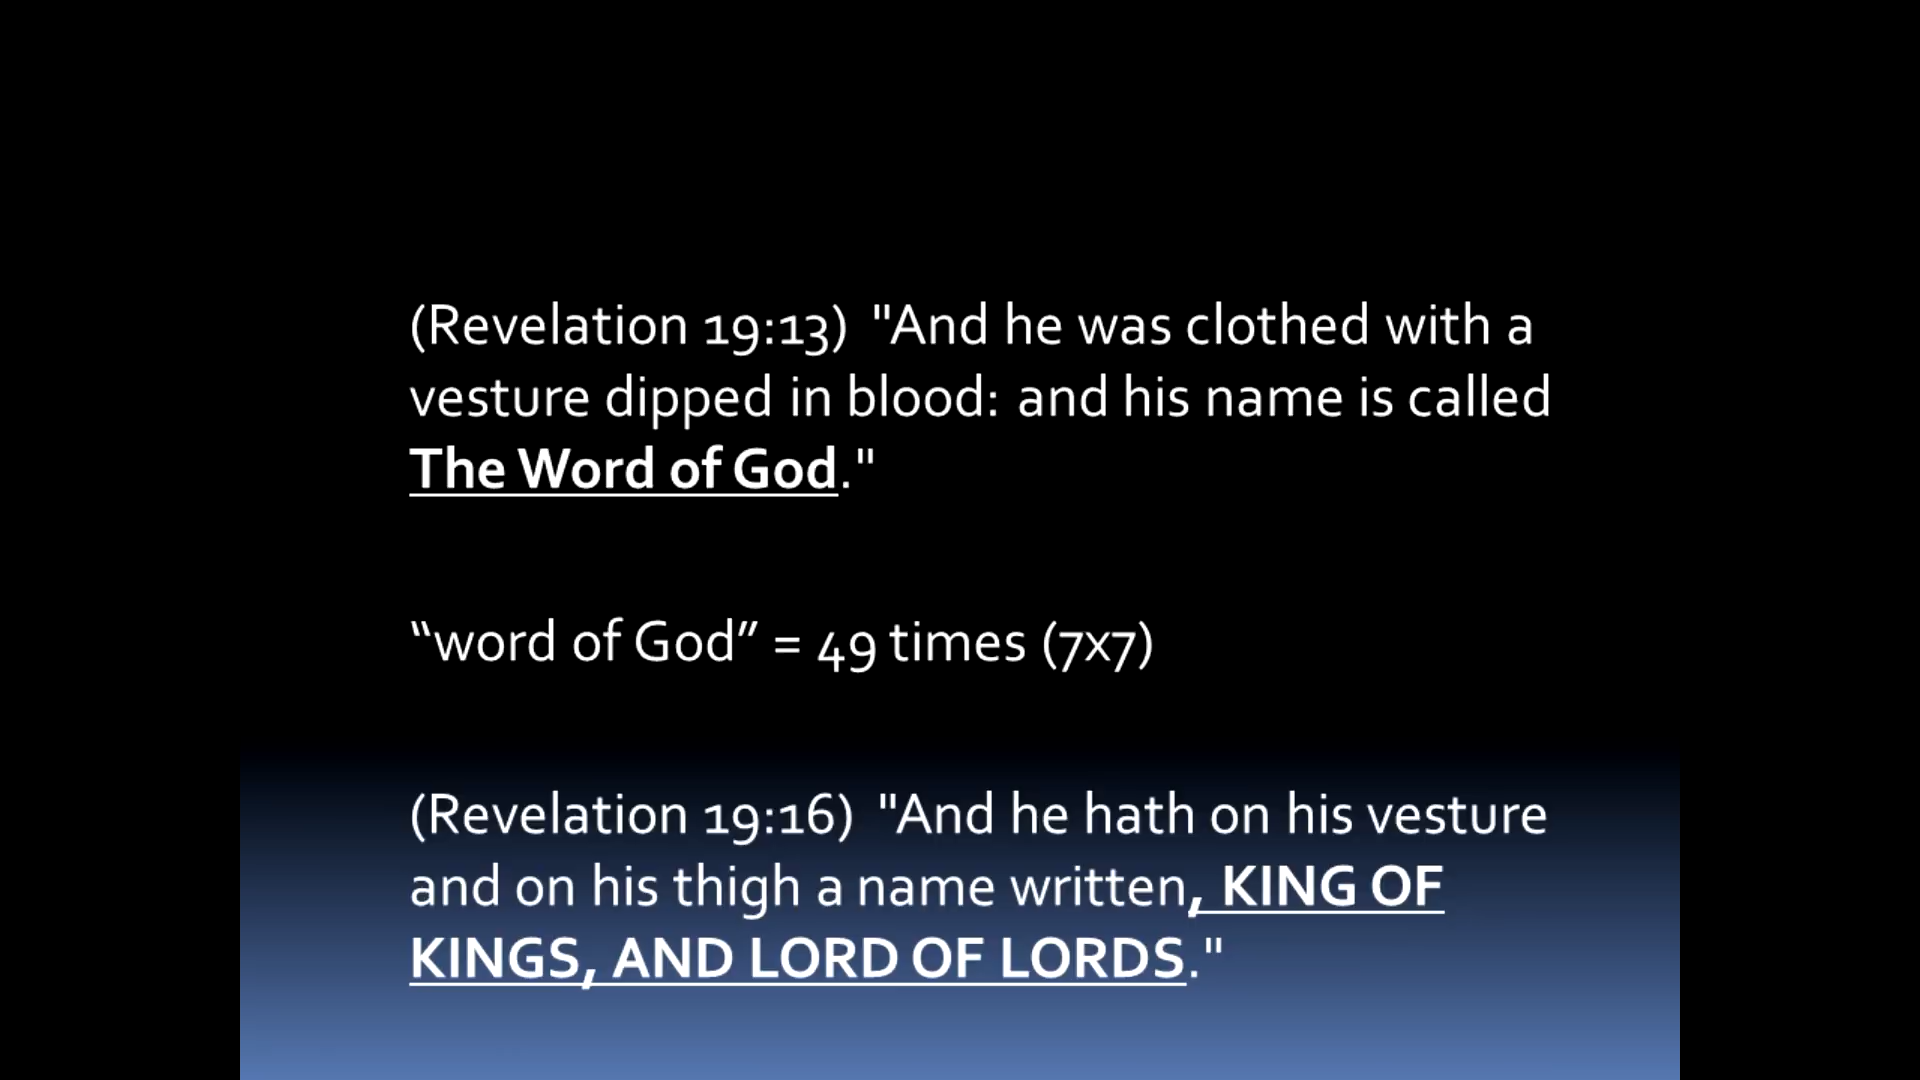 (Revelation 19:13) "And he was clothed with a
vesture dipped in blood: and his name is called
The Word of God."
“word of God” = 49 times (7x7)
(Revelation 19:16) "And he hath on his vesture
and on his thigh a name written, KING OF
KINGS, AND LORD OF LORDS."